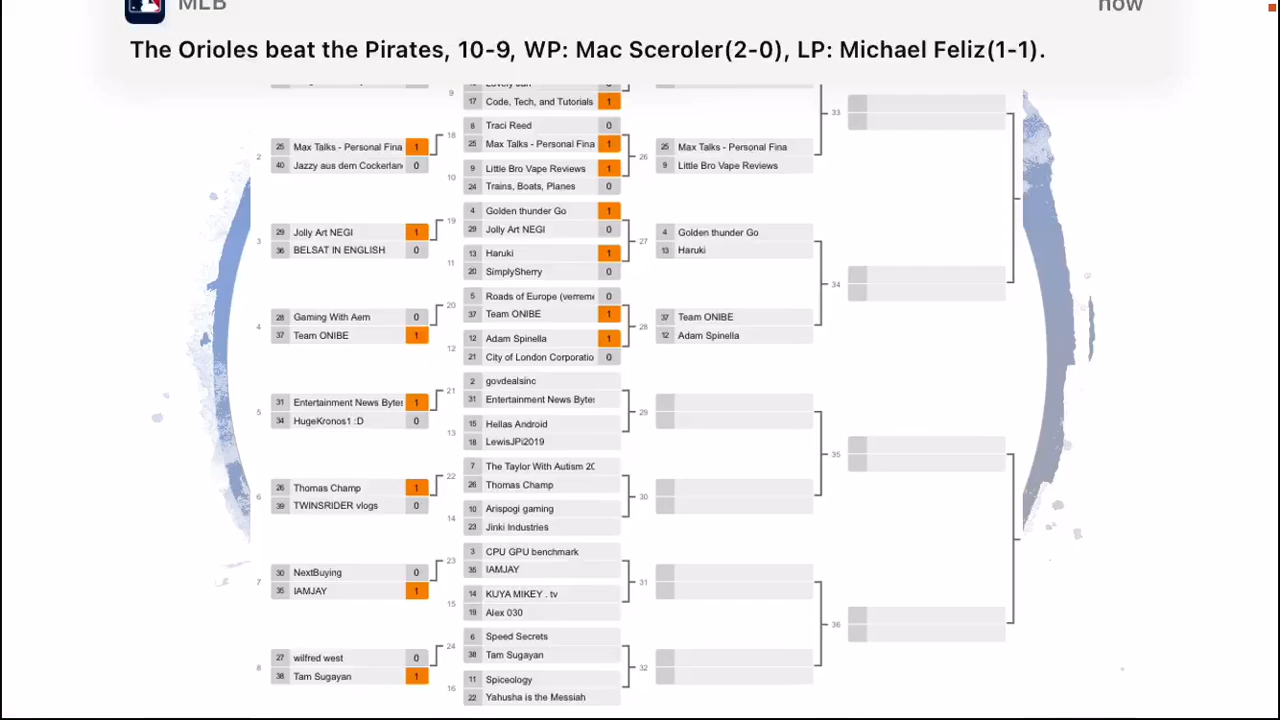 MLB
now
The Orioles beat the Pirates, 10-9, WP: Mac Sceroler(2-0), LP: Michael Feliz(1-1).
9
17 Code, Tech, and Tutorials 1
33
2
25 Max Talks - Personal Fina 1
40 Jazzy aus dem Cockerlan 0
18
8 Traci Reed 0
25 Max Talks - Personal Fina 1
26
25 Max Talks - Personal Fina
9 Little Bro Vape Reviews
10
9 Little Bro Vape Reviews 1
24 Trains, Boats, Planes 0
3
29 Jolly Art NEGI 1
36 BELSAT IN ENGLISH 0
19
4 Golden thunder Go 1
29 Jolly Art NEGI 0
27
4 Golden thunder Go
13 Haruki
11
13 Haruki 1
20 SimplySherry 0
34
4
28 Gaming With Aem 0
37 Team ONIBE 1
20
5 Roads of Europe (verreme 0
37 Team ONIBE 1
28
37 Team ONIBE
12 Adam Spinella
12
12 Adam Spinella 1
21 City of London Corporatio 0
5
31 Entertainment News Bytes 1
34 HugeKronos1 :D 0
21
2 govdealsinc
31 Entertainment News Bytes
29
13
15 Hellas Android
18 LewisJPi2019
35
6
26 Thomas Champ 1
39 TWINSRIDER vlogs 0
22
7 The Taylor With Autism 20
26 Thomas Champ
30
14
10 Arispogi gaming
23 Jinki Industries
7
30 NextBuying 0
35 IAMJAY 1
23
3 CPU GPU benchmark
35 IAMJAY
31
15
14 KUYA MIKEY . tv
19 Alex 030
36
8
27 wilfred west 0
38 Tam Sugayan 1
24
6 Speed Secrets
38 Tam Sugayan
32
16
11 Spiceology
22 Yahusha is the Messiah